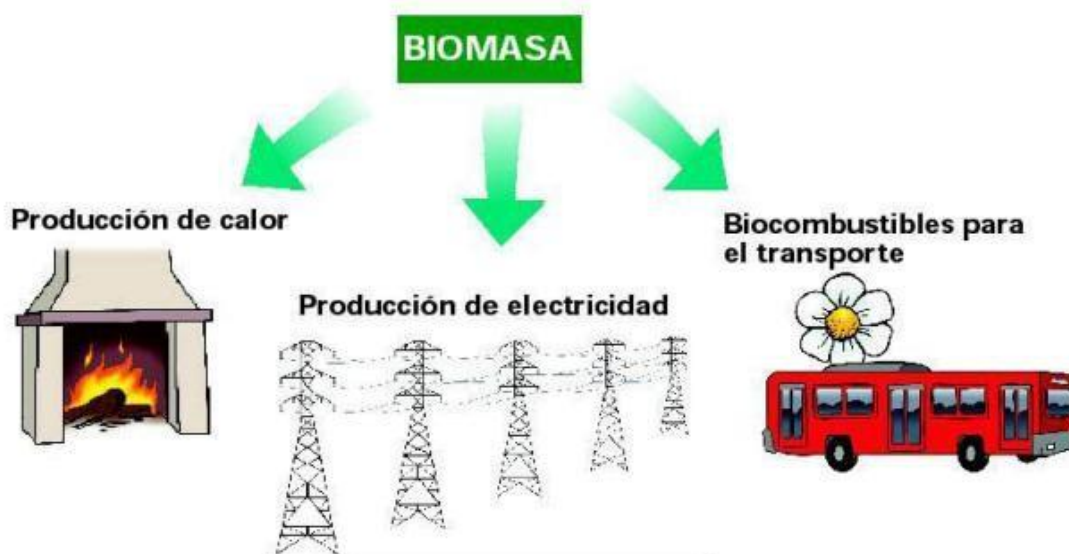 BIOMASA
Producción de calor
Producción de electricidad
Biocombustibles para
el transporte